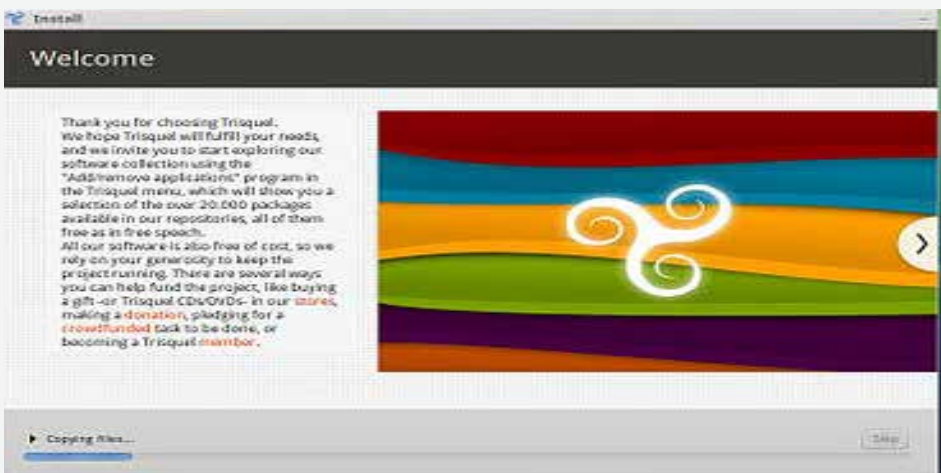 Install
Welcome
Thank you for choosing Trisquel.
We hope Trisquel will fulfill your needs,
and we invite you to start exploring our
software collection using the
"Add/remove applications" program in
the Trisquel menu, which will show you a
selection of the over 20.000 packages
available in our repositories, all of them
free as in free speech.
All our software is also free of cost, so we
rely on your generosity to keep the
project running. There are several ways
you can help fund the project, like buying
a gift -or Trisquel CDs/DVDs- in our stores,
making a donation, pledging for a
crowdfunded task to be done, or
becoming a Trisquel member.
Copying files...
Skip